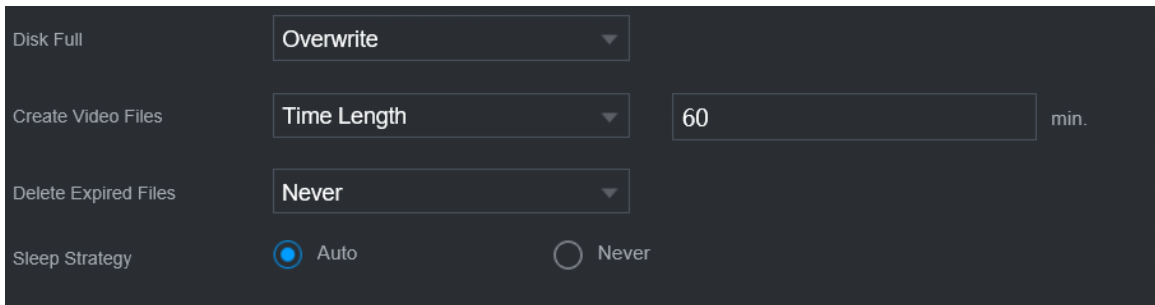 Disk Full Overwrite
Create Video Files Time Length 60 min.
Delete Expired Files Never
Sleep Strategy Auto Never